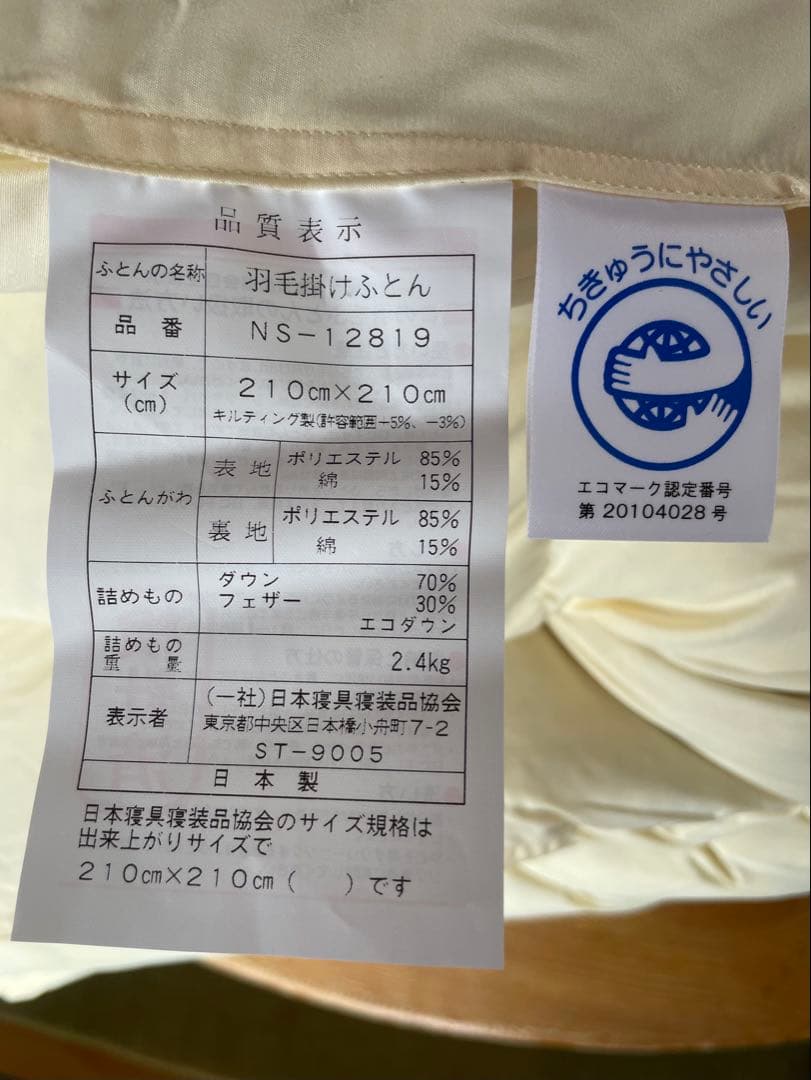 品質表示
ふとんの名称 羽毛掛けふとん
品番 NS-12819
サイズ(cm) 210cm×210cm
キルティング製(許容範囲+5%、-3%)
ふとんがわ 表地 ポリエステル 85%
綿 15%
裏地 ポリエステル 85%
綿 15%
詰めもの ダウン 70%
フェザー 30%
エコダウン
詰めもの重量 2.4kg
表示者 (一社)日本寝具寝装品協会
東京都中央区日本橋小舟町7-2
ST-9005
日本製
日本寝具寝装品協会のサイズ規格は
出来上がりサイズで
210cm×210cm( )です
ちきゅうにやさしい
エコマーク認定番号
第 20104028 号